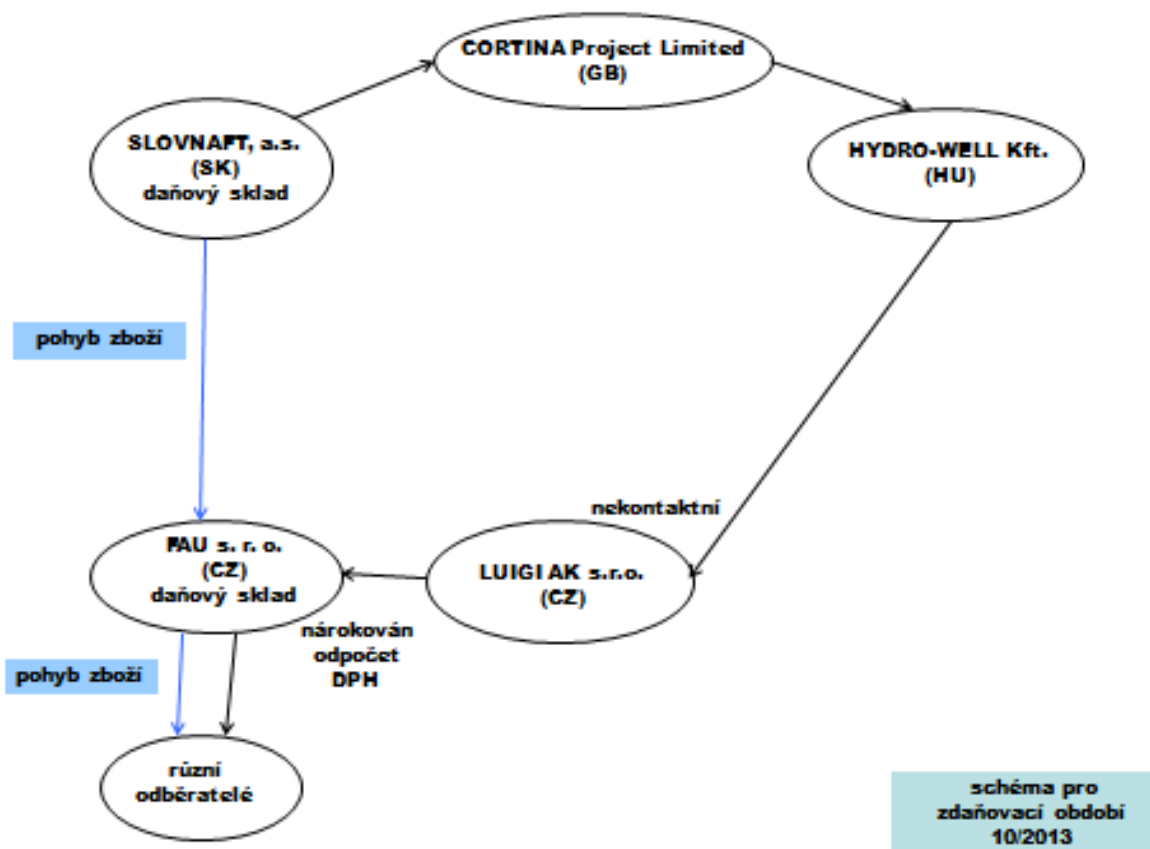 CORTINA Project Limited
(GB)
SLOVNAFT, a.s.
(SK)
daňový sklad
HYDRO-WELL Kft.
(HU)
pohyb zboží
nekontaktní
FAU s. r. o.
(CZ)
daňový sklad
LUIGI AK s.r.o.
(CZ)
nárokován
odpočet
DPH
pohyb zboží
různí
odběratelé
schéma pro
zdaňovací období
10/2013